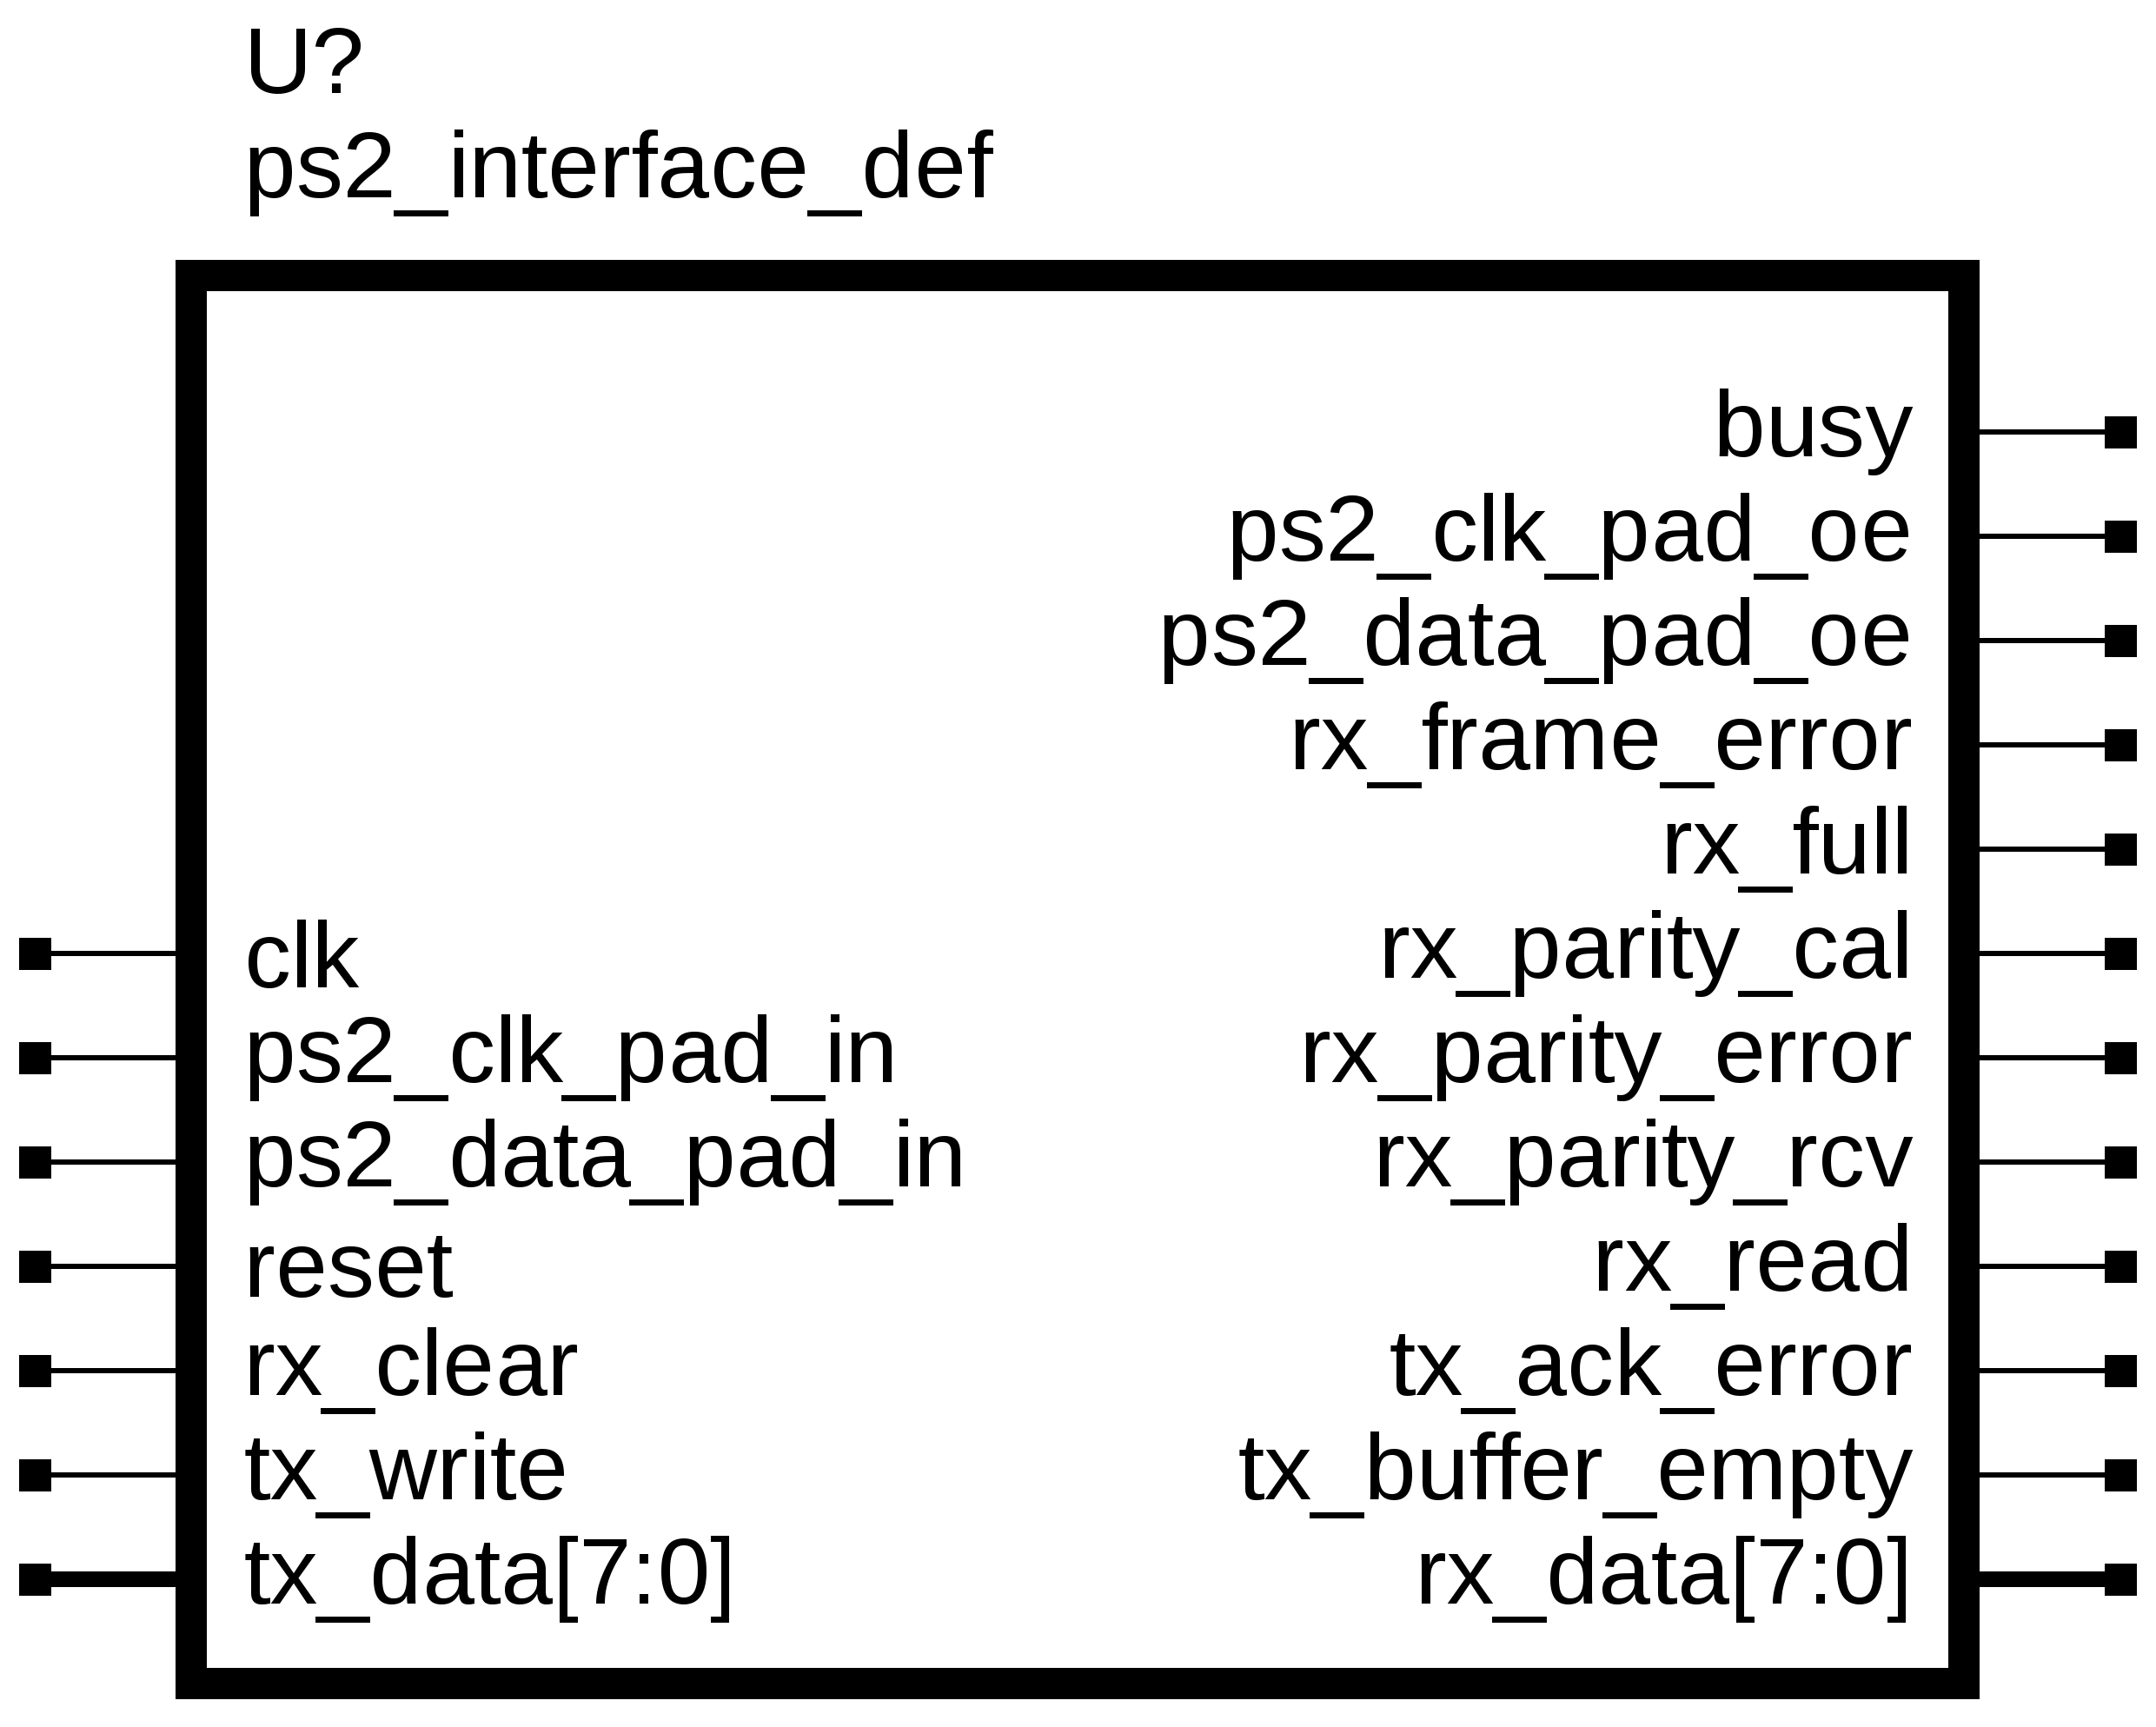 U?
ps2_interface_def
busy
ps2_clk_pad_oe
ps2_data_pad_oe
rx_frame_error
rx_full
clk
rx_parity_cal
ps2_clk_pad_in
rx_parity_error
ps2_data_pad_in
rx_parity_rcv
reset
rx_read
rx_clear
tx_ack_error
tx_write
tx_buffer_empty
tx_data[7:0]
rx_data[7:0]